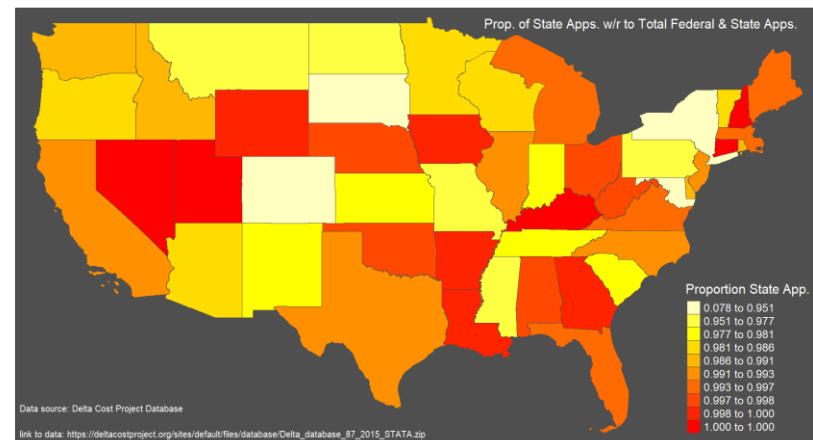 Prop. of State Apps. w/r to Total Federal & State Apps.
Proportion State App.
0.078 to 0.951
0.951 to 0.977
0.977 to 0.981
0.981 to 0.986
0.986 to 0.991
0.991 to 0.993
0.993 to 0.997
0.997 to 0.998
0.998 to 1.000
1.000 to 1.000
Data source: Delta Cost Project Database
link to data: https://deltacostproject.org/sites/default/files/database/Delta_database_87_2015_STATA.zip